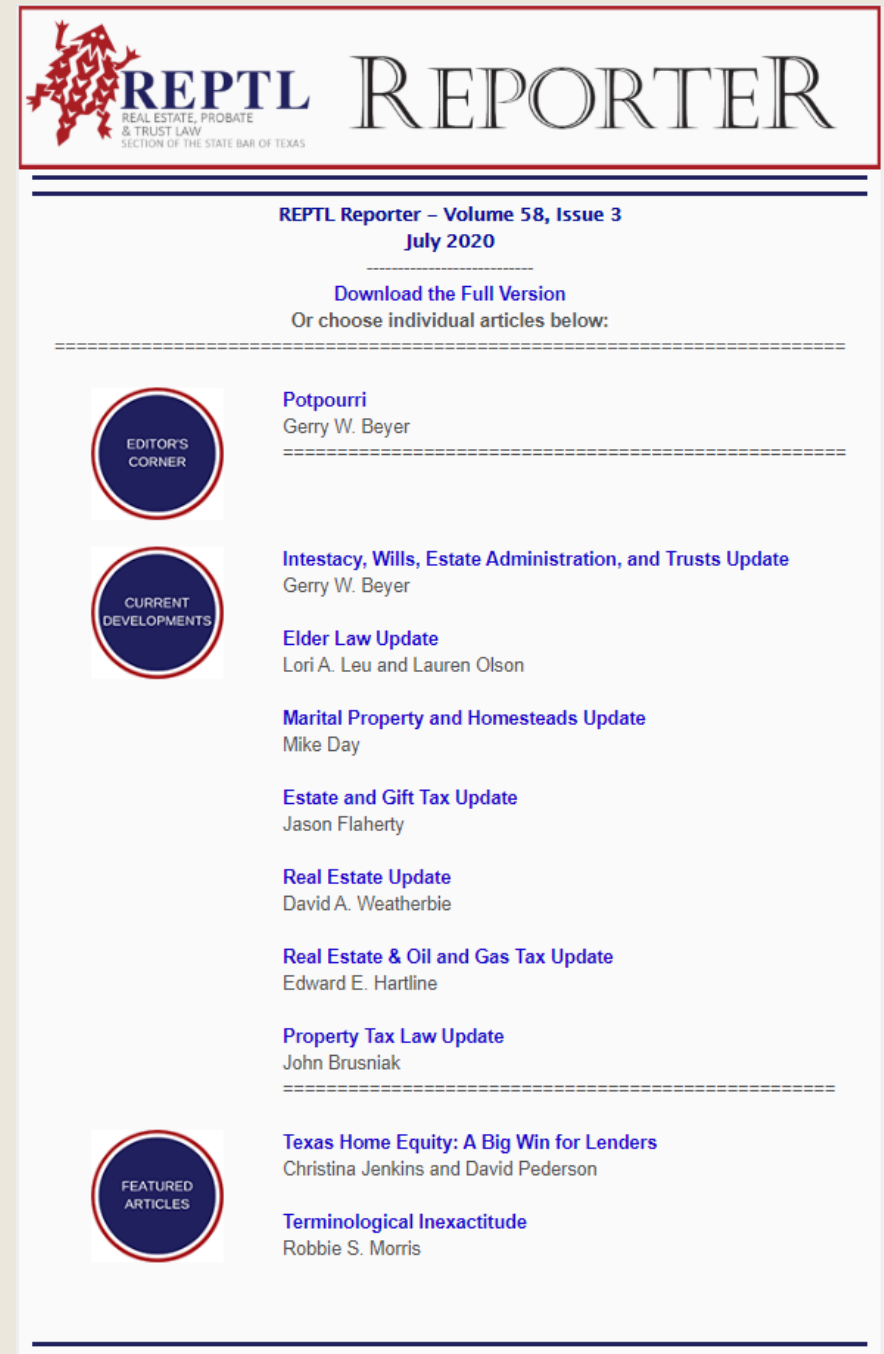 REPTL
REAL ESTATE, PROBATE
& TRUST LAW
SECTION OF THE STATE BAR OF TEXAS
REPORTER
REPTL Reporter – Volume 58, Issue 3
July 2020
---------------------------
Download the Full Version
Or choose individual articles below:
=========================================================================
EDITOR'S
CORNER
Potpourri
Gerry W. Beyer
====================================================
CURRENT
DEVELOPMENTS
Intestacy, Wills, Estate Administration, and Trusts Update
Gerry W. Beyer
Elder Law Update
Lori A. Leu and Lauren Olson
Marital Property and Homesteads Update
Mike Day
Estate and Gift Tax Update
Jason Flaherty
Real Estate Update
David A. Weatherbie
Real Estate & Oil and Gas Tax Update
Edward E. Hartline
Property Tax Law Update
John Brusniak
===================================================
FEATURED
ARTICLES
Texas Home Equity: A Big Win for Lenders
Christina Jenkins and David Pederson
Terminological Inexactitude
Robbie S. Morris